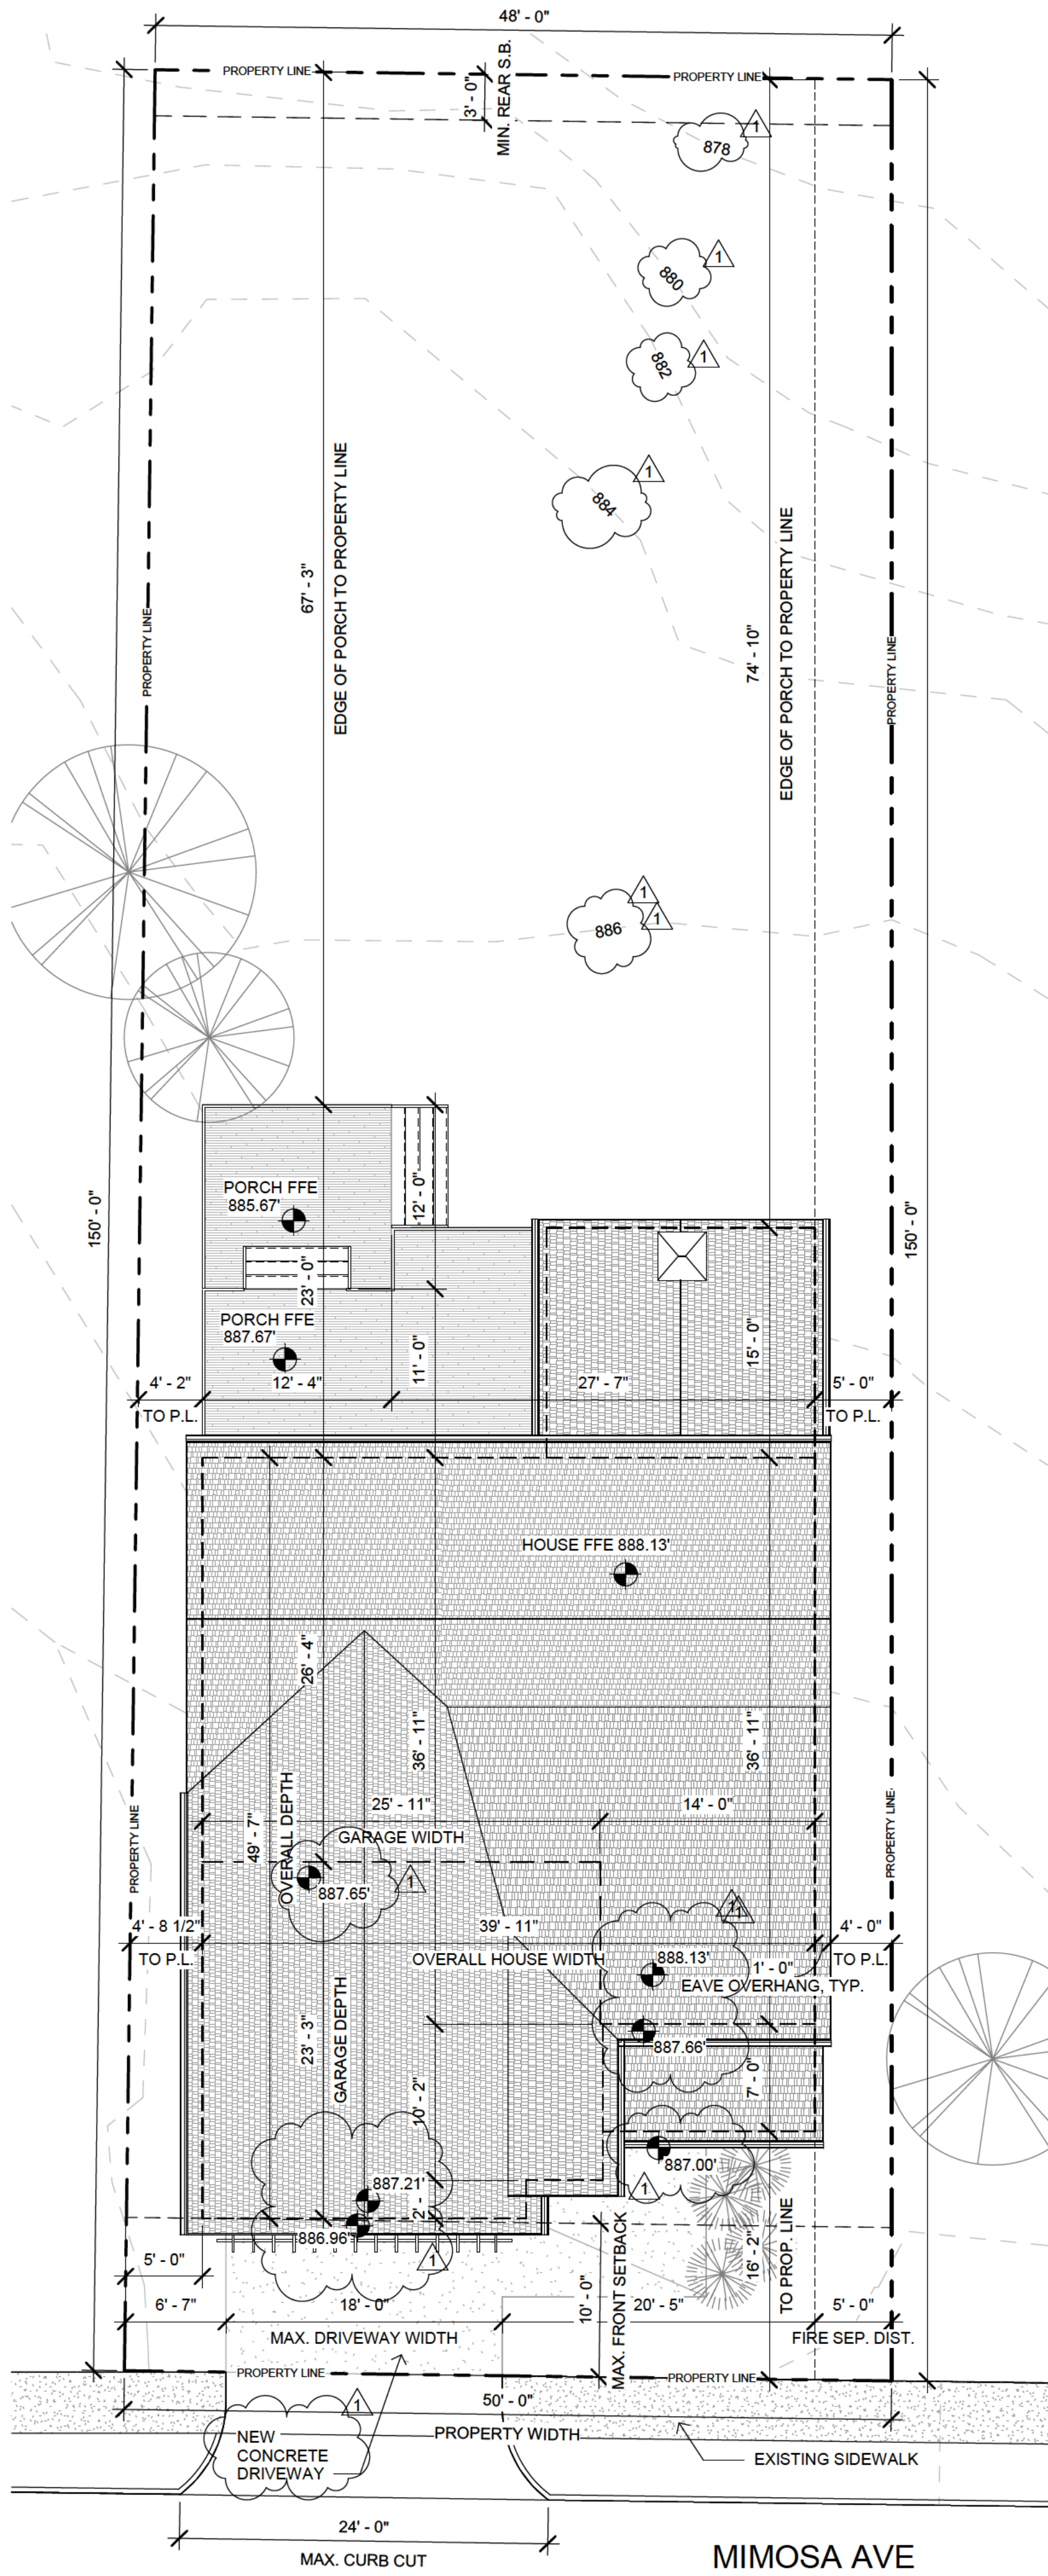 48' - 0"
PROPERTY LINE
3' - 0"
MIN. REAR S.B.
PROPERTY LINE
1
878
1
880
1
882
1
884
67' - 3"
EDGE OF PORCH TO PROPERTY LINE
74' - 10"
EDGE OF PORCH TO PROPERTY LINE
PROPERTY LINE
PROPERTY LINE
1
1
886
150' - 0"
150' - 0"
PORCH FFE
885.67'
12' - 0"
23' - 0"
PORCH FFE
887.67'
11' - 0"
15' - 0"
4' - 2"
12' - 4"
27' - 7"
5' - 0"
TO P.L.
TO P.L.
HOUSE FFE 888.13'
26' - 4"
36' - 11"
36' - 11"
25' - 11"
14' - 0"
GARAGE WIDTH
49' - 7"
OVERALL DEPTH
PROPERTY LINE
PROPERTY LINE
887.65'
1
1
1
4' - 8 1/2"
39' - 11"
4' - 0"
TO P.L.
OVERALL HOUSE WIDTH
888.13'
1' - 0"
TO P.L.
EAVE OVERHANG, TYP.
23' - 3"
GARAGE DEPTH
887.66'
7' - 0"
10' - 2"
887.00'
887.21'
1
2' -
886.96'
1
5' - 0"
16' - 2"
TO PROP. LINE
6' - 7"
18' - 0"
10' - 0"
MAX. FRONT SETBACK
20' - 5"
5' - 0"
MAX. DRIVEWAY WIDTH
FIRE SEP. DIST.
PROPERTY LINE
PROPERTY LINE
1
50' - 0"
PROPERTY WIDTH
NEW
CONCRETE
DRIVEWAY
EXISTING SIDEWALK
24' - 0"
MAX. CURB CUT
MIMOSA AVE